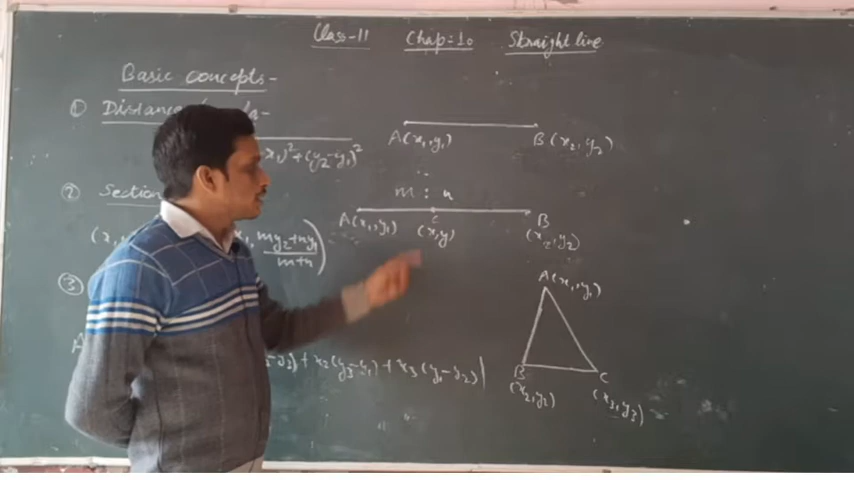 Class-11 Chap=10 Straight line
Basic concepts-
① Distance
A(x₁,y₁) B(x₂,y₂)
x₁)²+(y₂-y₁)²
② Section
m : n
A(x₁,y₁) C B
(x,y) (x₂,y₂)
(x,y my₂+ny₁)
m+n
③
A(x₁,y₁)
A -y₂)+x₂(y₃-y₁)+x₃(y₁-y₂)|
B C
(x₂,y₂) (x₃,y₃)